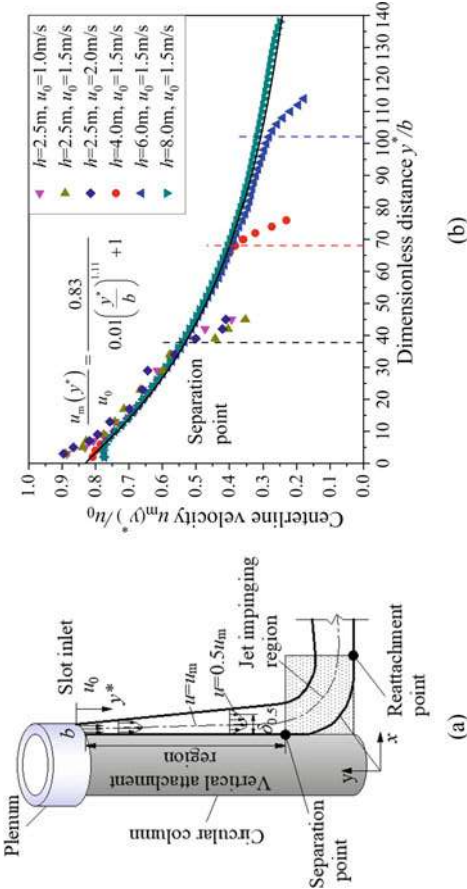 Plenum
b
Slot inlet
u0
y*
u=um
u=0.5um
δ0.5
Vertical attachment
region
Circular column
Jet impinging
region
Separation
point
Reattachment
point
y
x
(a)
Centerline velocity um(y*)/u0
1.0
0.9
0.8
0.7
0.6
0.5
0.4
0.3
0.2
0.1
0.0
um(y*)/u0 = 0.83/(0.01(y*/b)^1.11 +1)
h=2.5m, u0=1.0m/s
h=2.5m, u0=1.5m/s
h=2.5m, u0=2.0m/s
h=4.0m, u0=1.5m/s
h=6.0m, u0=1.5m/s
h=8.0m, u0=1.5m/s
Separation
point
0 10 20 30 40 50 60 70 80 90 100 110 120 130 140
Dimensionless distance y*/b
(b)